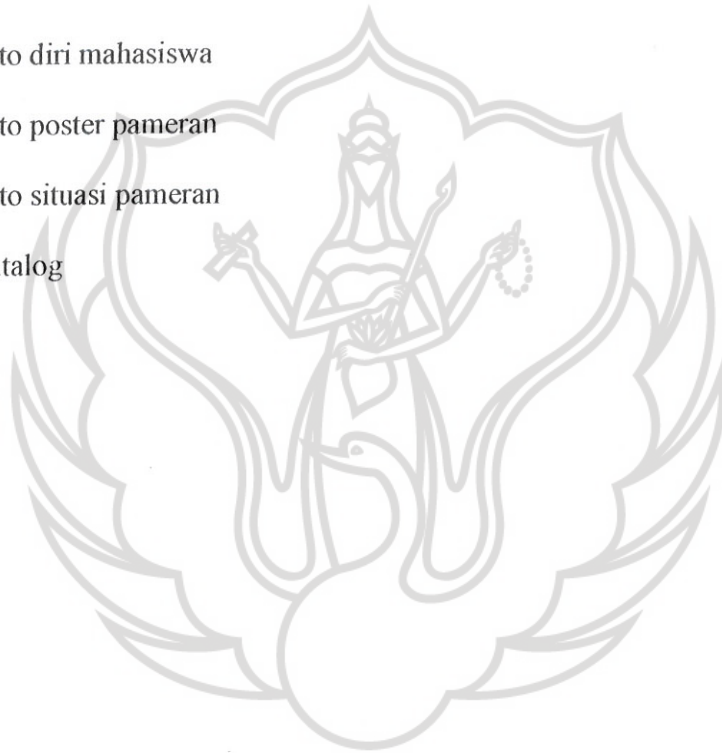 to diri mahasiswa
to poster pameran
to situasi pameran
talog